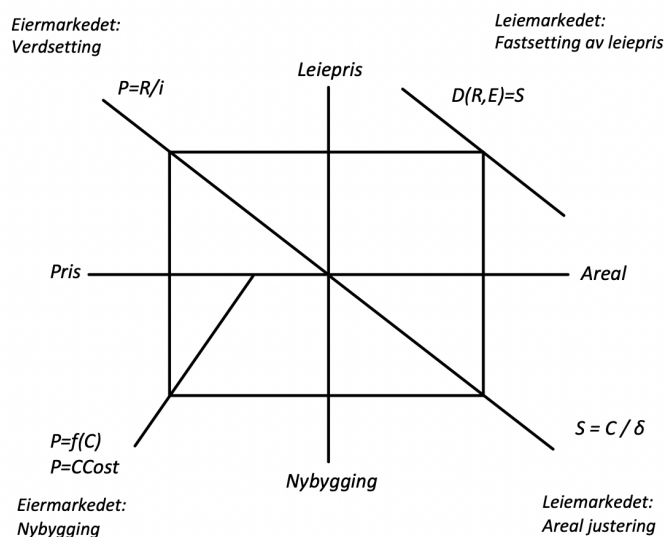 Eiermarkedet:
Verdsetting
Leiemarkedet:
Fastsetting av leiepris
Leiepris
P=R/i
D(R,E)=S
Pris
Areal
P=f(C)
P=CCost
S = C / δ
Nybygging
Eiermarkedet:
Nybygging
Leiemarkedet:
Areal justering